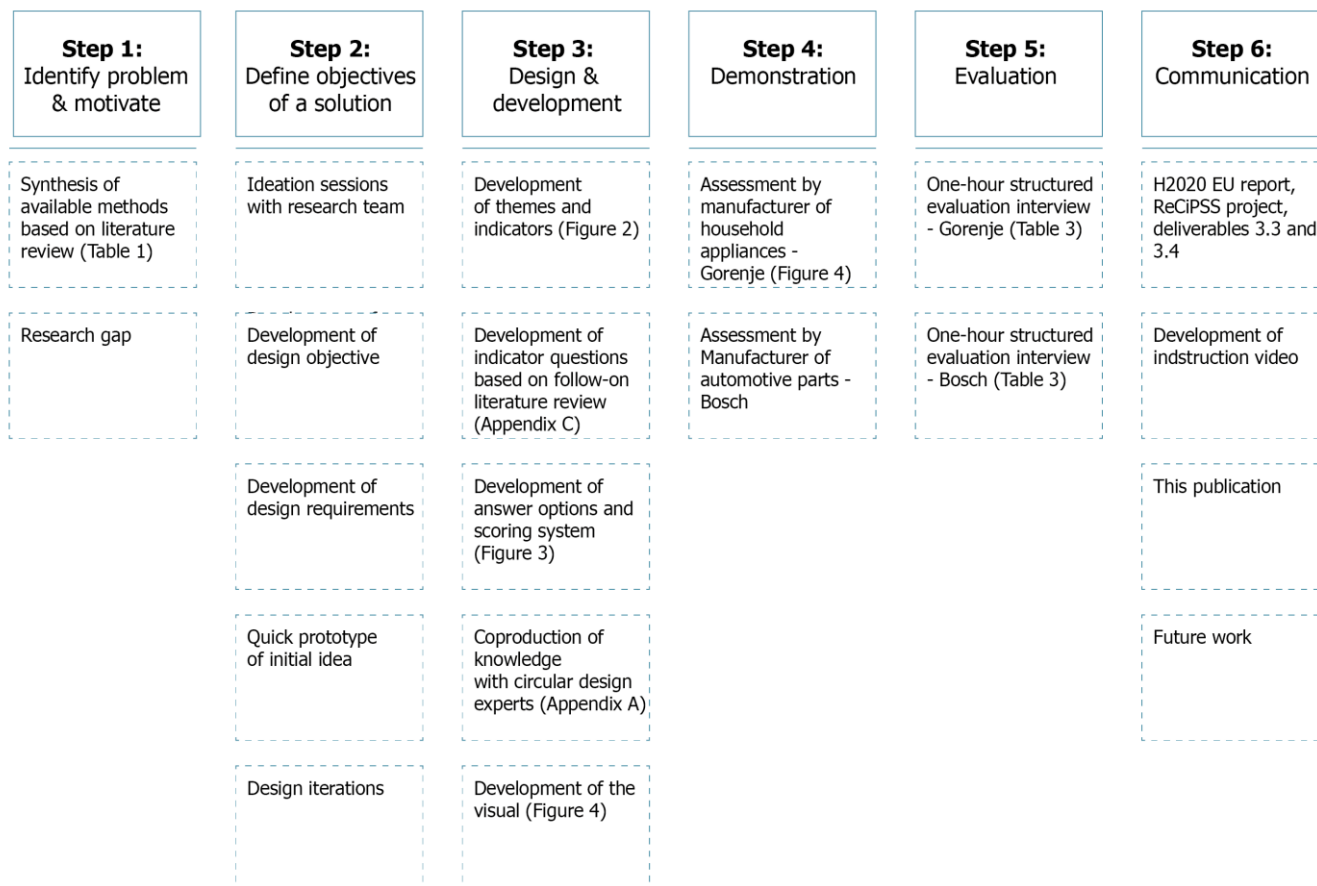 Step 1:
Identify problem
& motivate
Step 2:
Define objectives
of a solution
Step 3:
Design &
development
Step 4:
Demonstration
Step 5:
Evaluation
Step 6:
Communication
Synthesis of
available methods
based on literature
review (Table 1)
Research gap
Ideation sessions
with research team
Development of
design objective
Development of
design requirements
Quick prototype
of initial idea
Design iterations
Development
of themes and
indicators (Figure 2)
Development of
indicator questions
based on follow-on
literature review
(Appendix C)
Development of
answer options and
scoring system
(Figure 3)
Coproduction of
knowledge
with circular design
experts (Appendix A)
Development of the
visual (Figure 4)
Assessment by
manufacturer of
household
appliances -
Gorenje (Figure 4)
Assessment by
Manufacturer of
automotive parts -
Bosch
One-hour structured
evaluation interview
- Gorenje (Table 3)
One-hour structured
evaluation interview
- Bosch (Table 3)
H2020 EU report,
ReCiPSS project,
deliverables 3.3 and
3.4
Development of
indstruction video
This publication
Future work